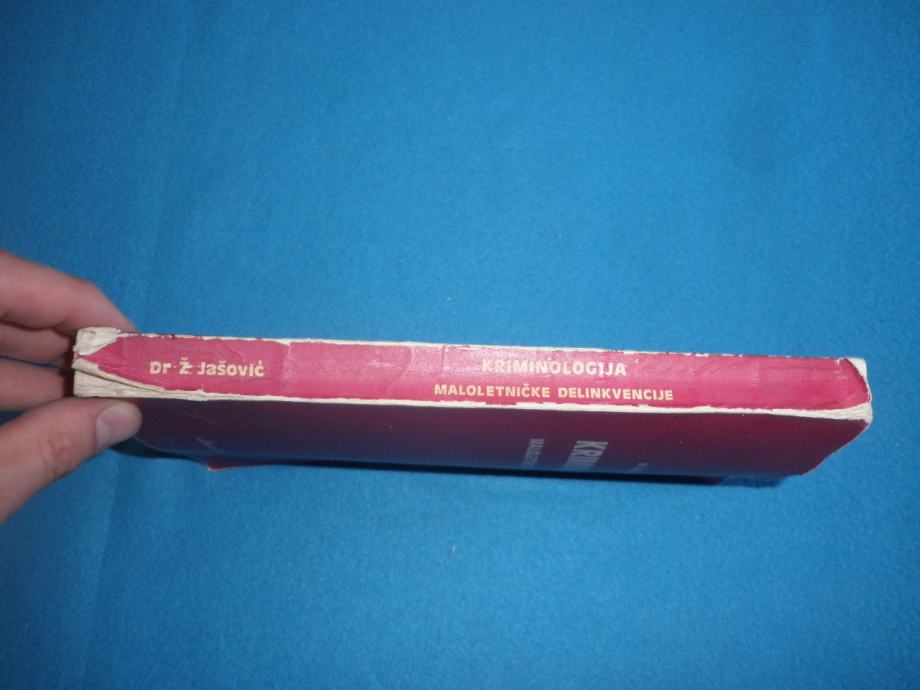 Dr Ž. Jašović
KRIMINOLOGIJA
MALOLETNIČKE DELINKVENCIJE